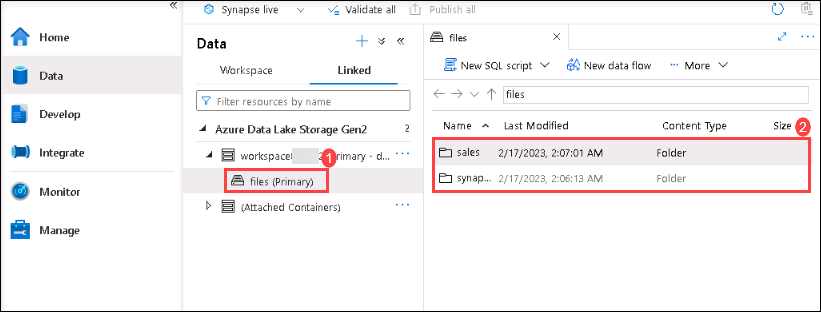 Synapse live
Validate all
Publish all
Home
Data
Develop
Integrate
Monitor
Manage
Data
Workspace
Linked
Filter resources by name
Azure Data Lake Storage Gen2
2
primary - d...
1
files (Primary)
(Attached Containers)
files
New SQL script
New data flow
More
files
Name
Last Modified
Content Type
Size
2
sales
2/17/2023, 2:07:01 AM
Folder
synap...
2/17/2023, 2:06:13 AM
Folder